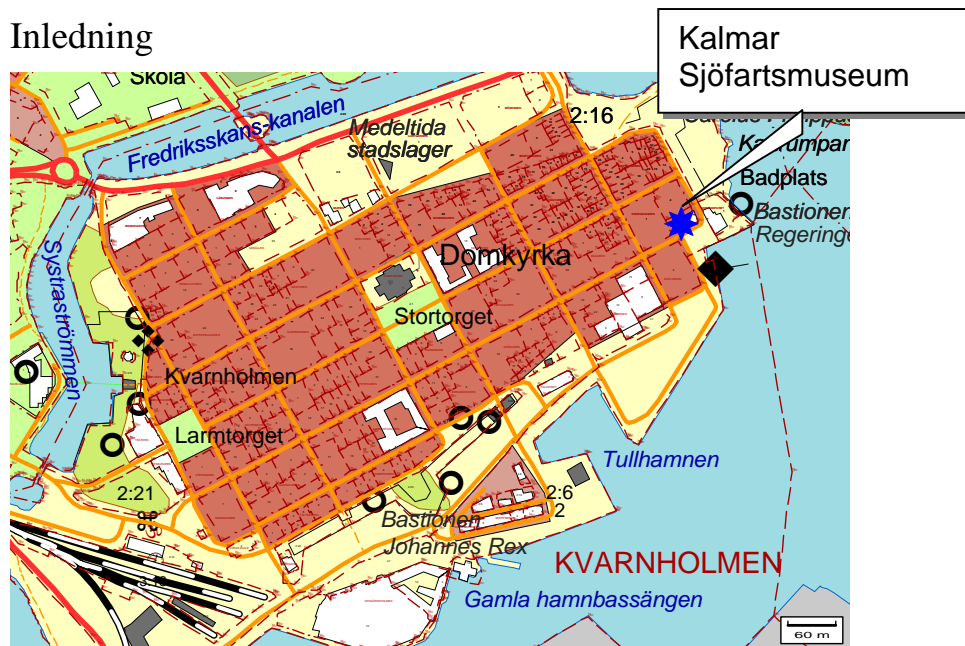 Inledning
Kalmar
Sjöfartsmuseum
Skola
Fredriksskans-kanalen
Medeltida
stadslager
2:16
Badplats
Bastionen
Regeringe
Domkyrka
Systraströmmen
Stortorget
Kvarnholmen
Larmtorget
Tullhamnen
2:21
2:6
2
Bastionen
Johannes Rex
KVARNHOLMEN
Gamla hamnbassängen
60 m